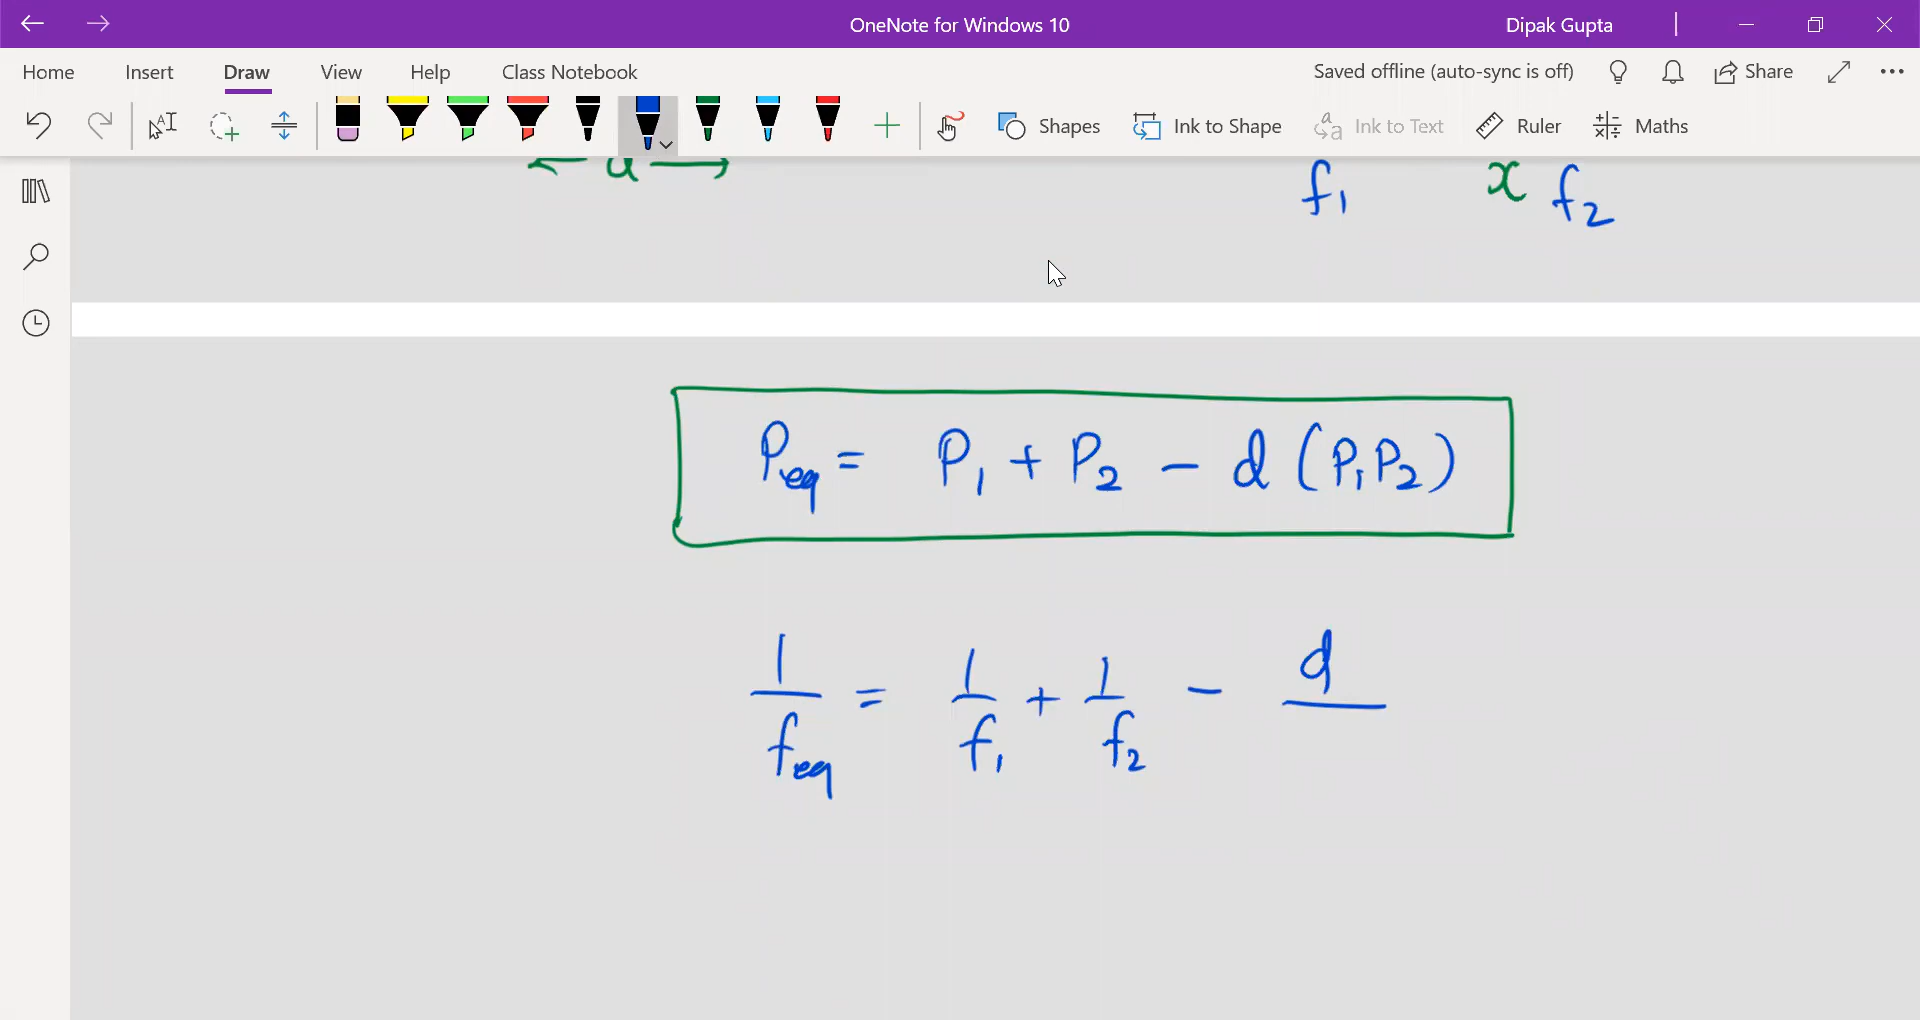 OneNote for Windows 10
Dipak Gupta
Home Insert Draw View Help Class Notebook
Saved offline (auto-sync is off) Share
Shapes Ink to Shape Ink to Text Ruler Maths
d
f₁ x f₂
P_eq = P₁ + P₂ − d (P₁P₂)
1/f_eq = 1/f₁ + 1/f₂ − d/